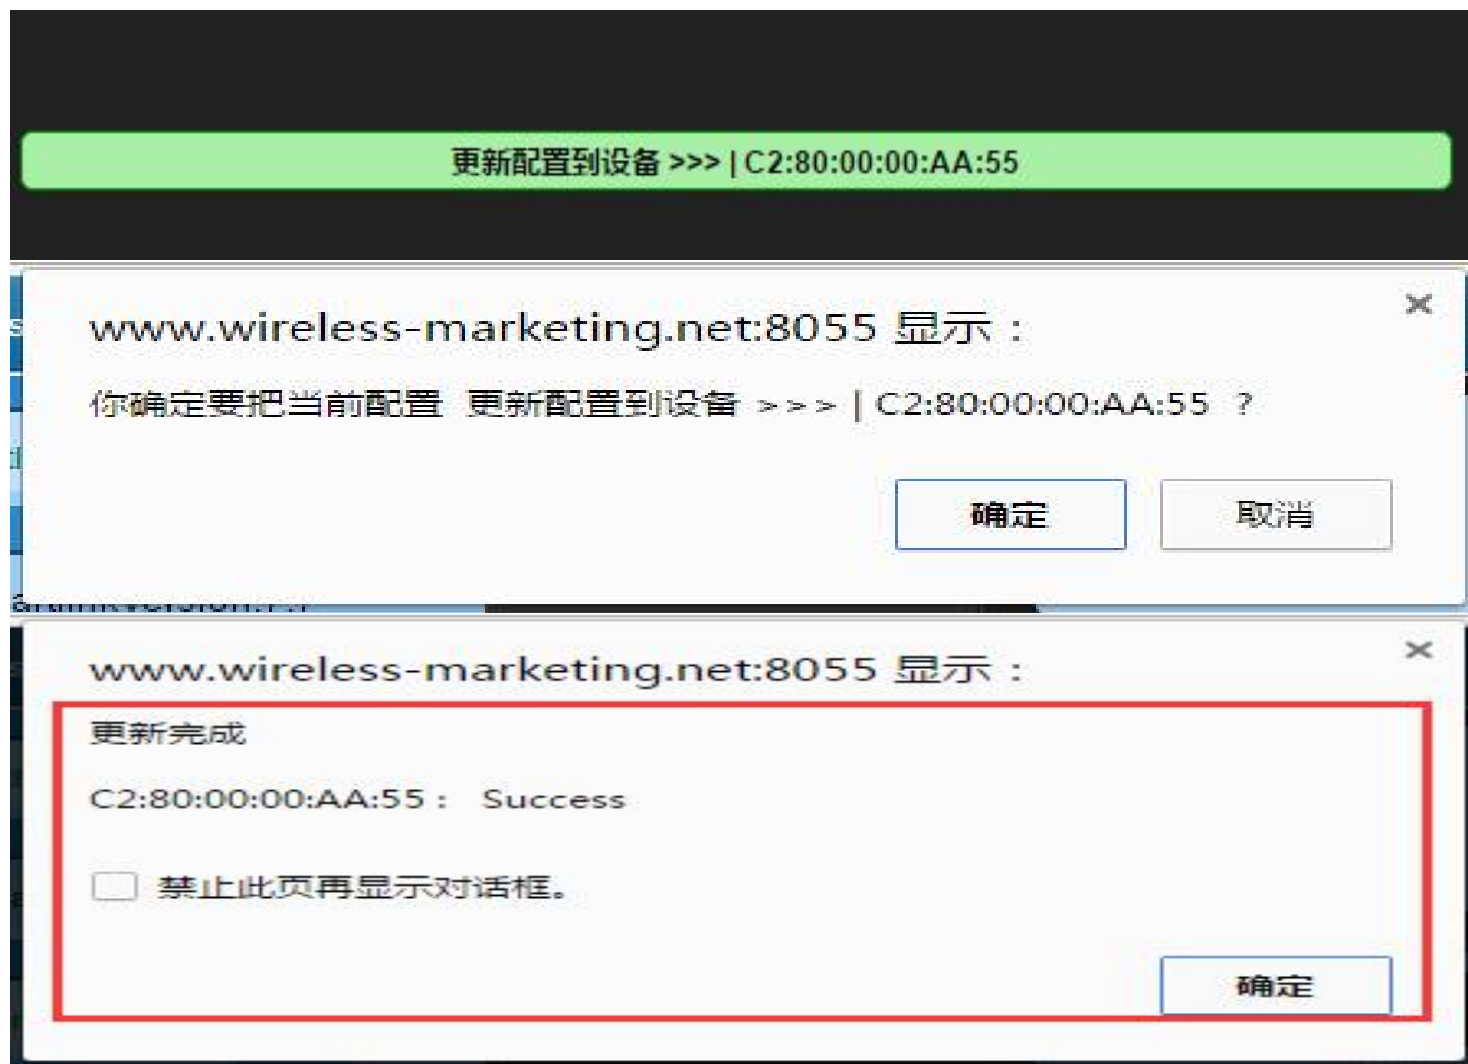 更新配置到设备 >>> | C2:80:00:00:AA:55
www.wireless-marketing.net:8055 显示：
你确定要把当前配置 更新配置到设备 >>> | C2:80:00:00:AA:55 ?
确定 取消
www.wireless-marketing.net:8055 显示：
更新完成
C2:80:00:00:AA:55： Success
禁止此页再显示对话框。
确定